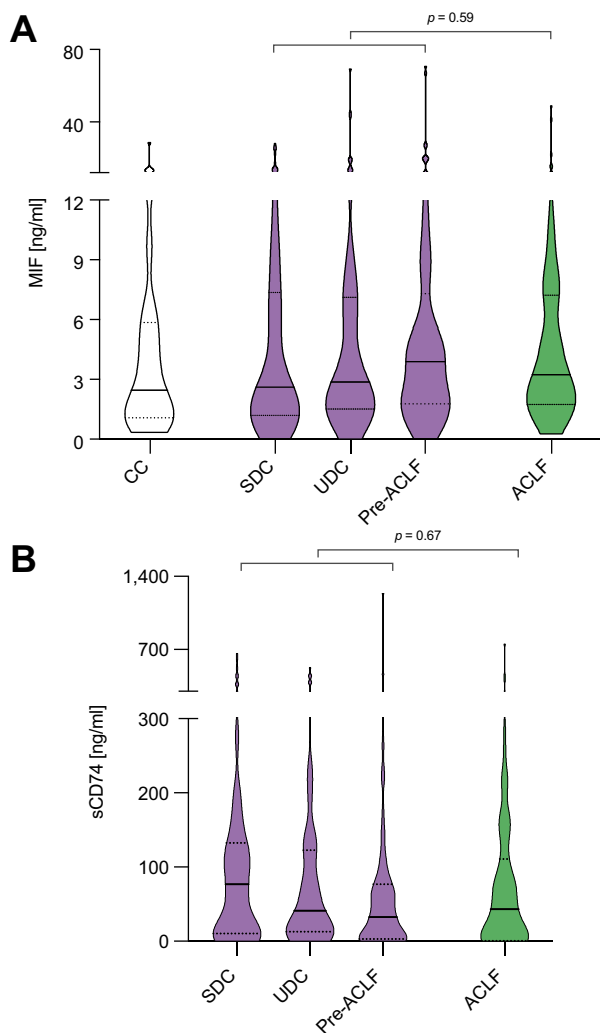 A
p = 0.59
80
40
12
9
6
3
0
MIF [ng/ml]
CC
SDC
UDC
Pre-ACLF
ACLF
B
p = 0.67
1,400
700
300
200
100
0
sCD74 [ng/ml]
SDC
UDC
Pre-ACLF
ACLF